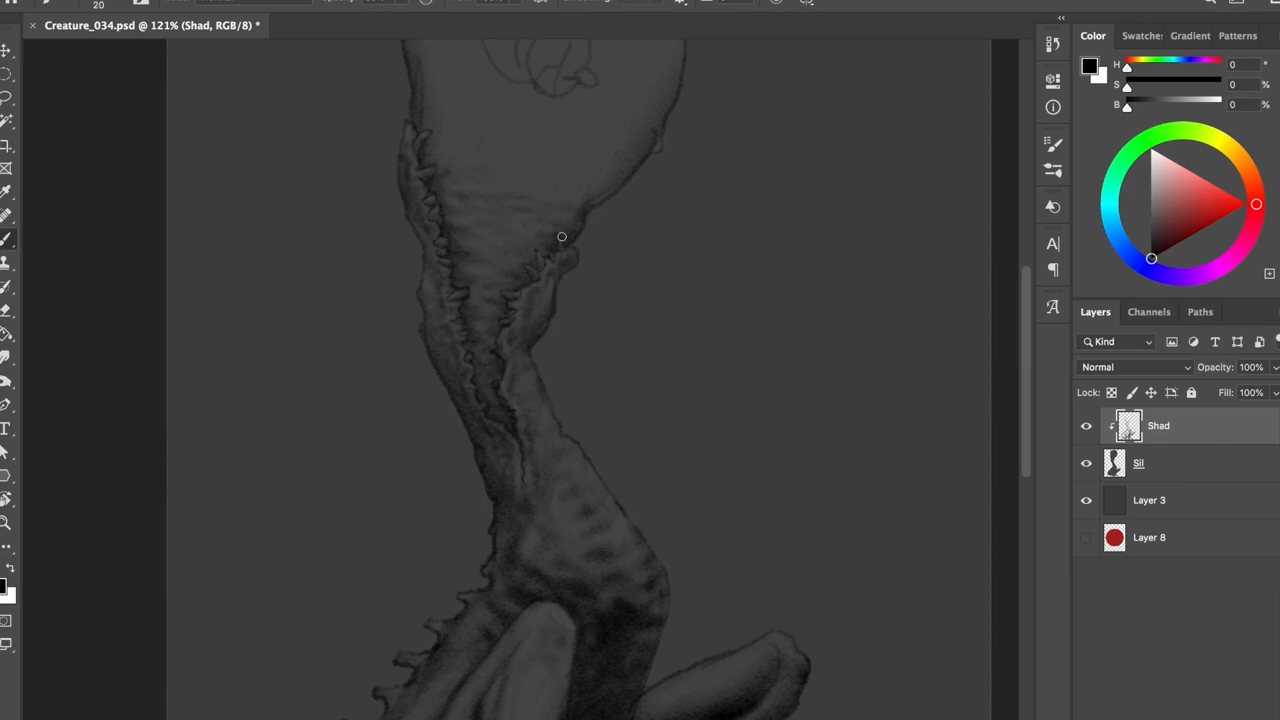 20
× Creature_034.psd @ 121% (Shad, RGB/8) *
Color Swatches Gradient Patterns
H 0 °
S 0 %
B 0 %
Layers Channels Paths
Kind
Normal Opacity: 100%
Lock: Fill: 100%
Shad
Sil
Layer 3
Layer 8